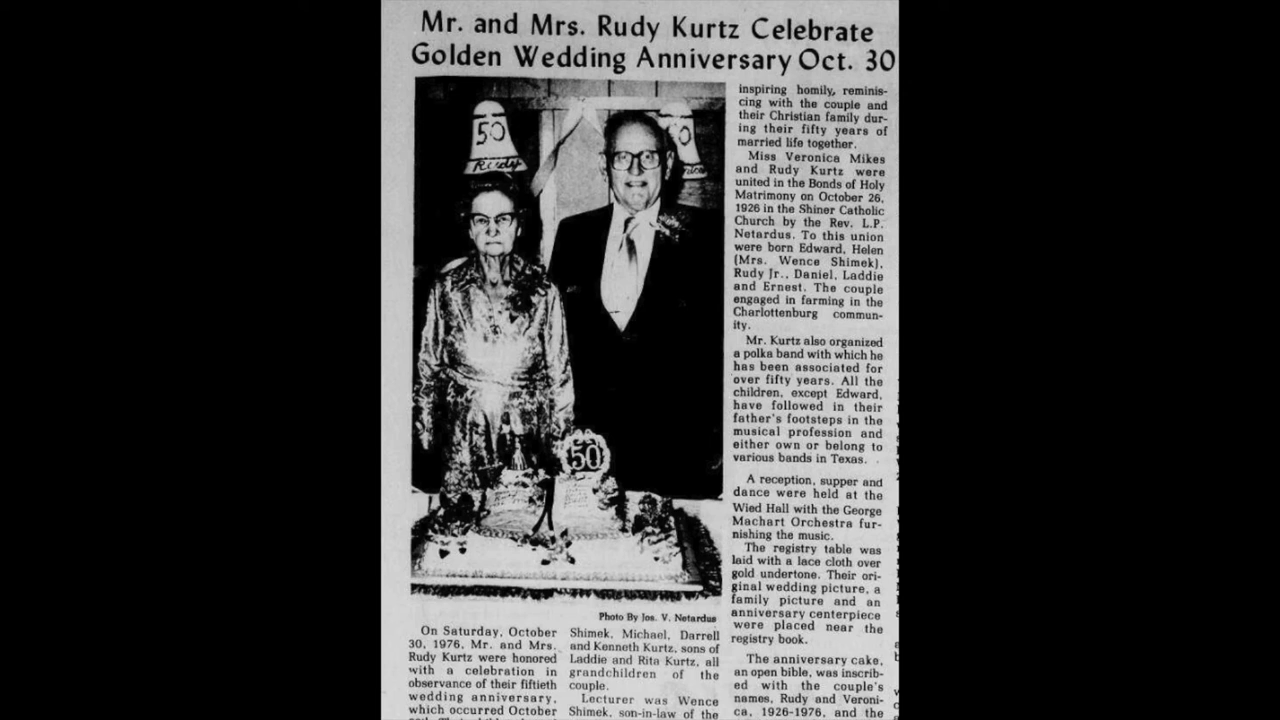 Mr. and Mrs. Rudy Kurtz Celebrate
Golden Wedding Anniversary Oct. 30
50
Rudy
50
Photo By Jos. V. Netardus
On Saturday, October
30, 1976, Mr. and Mrs.
Rudy Kurtz were honored
with a celebration in
observance of their fiftieth
wedding anniversary,
which occurred October
Shimek, Michael, Darrell
and Kenneth Kurtz, sons of
Laddie and Rita Kurtz, all
grandchildren of the
couple.
Lecturer was Wence
Shimek, son-in-law of the
inspiring homily, reminis-
cing with the couple and
their Christian family dur-
ing their fifty years of
married life together.
Miss Veronica Mikes
and Rudy Kurtz were
united in the Bonds of Holy
Matrimony on October 26,
1926 in the Shiner Catholic
Church by the Rev. L.P.
Netardus. To this union
were born Edward, Helen
(Mrs. Wence Shimek),
Rudy Jr., Daniel, Laddie
and Ernest. The couple
engaged in farming in the
Charlottenburg commun-
ity.
Mr. Kurtz also organized
a polka band with which he
has been associated for
over fifty years. All the
children, except Edward,
have followed in their
father's footsteps in the
musical profession and
either own or belong to
various bands in Texas.
A reception, supper and
dance were held at the
Wied Hall with the George
Machart Orchestra fur-
nishing the music.
The registry table was
laid with a lace cloth over
gold undertone. Their ori-
ginal wedding picture, a
family picture and an
anniversary centerpiece
were placed near the
registry book.
The anniversary cake,
an open bible, was inscrib-
ed with the couple's
names, Rudy and Veroni-
ca, 1926-1976, and the